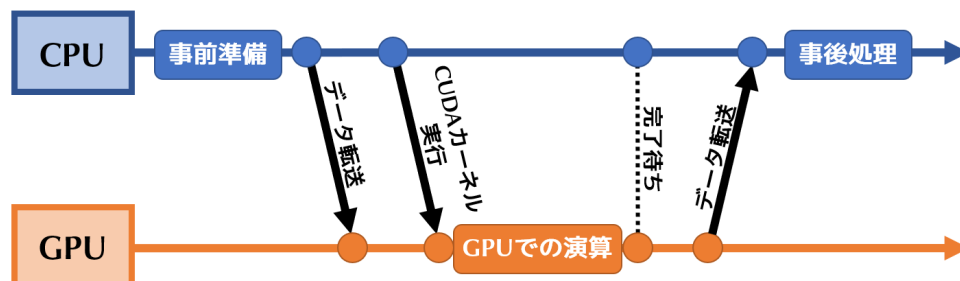 CPU
事前準備
事後処理
データ転送
CUDAカーネル
実行
完了待ち
データ転送
GPU
GPUでの演算